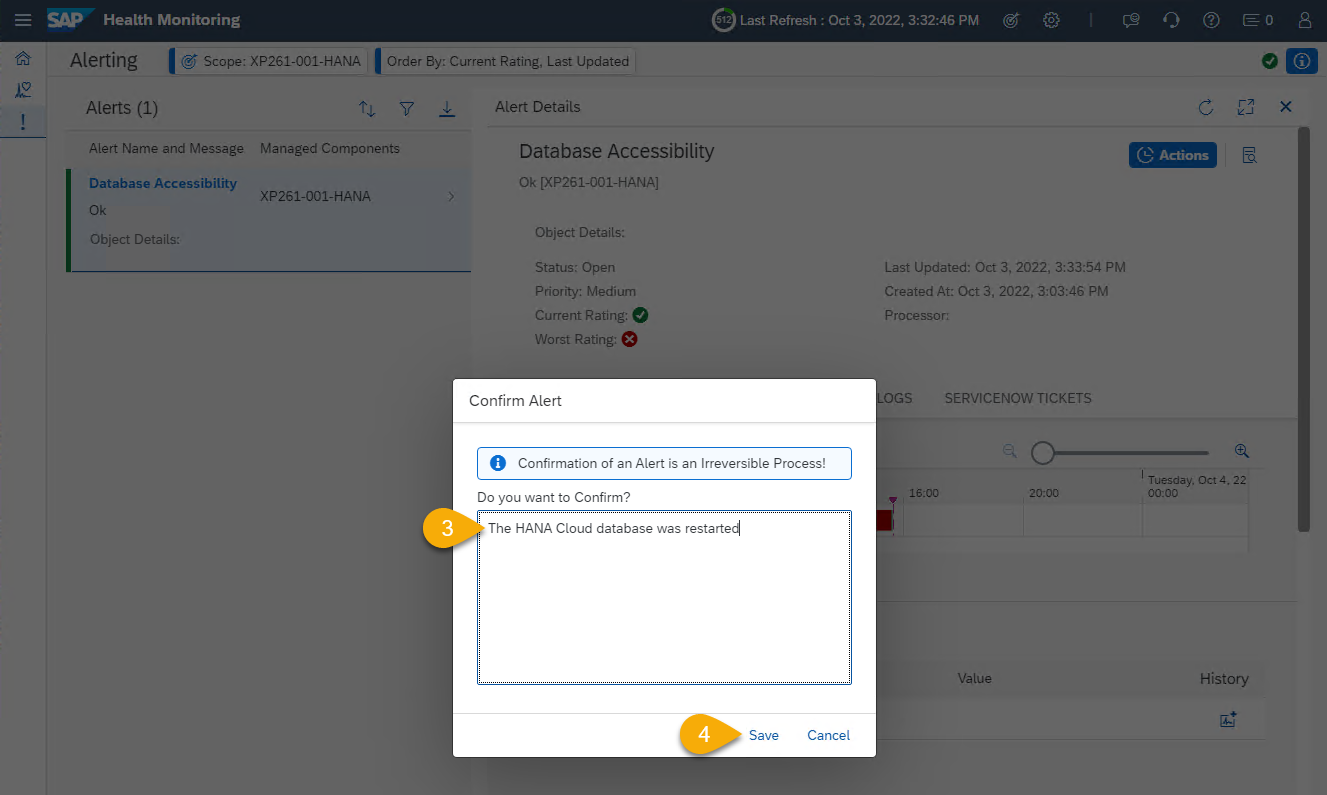 SAP Health Monitoring
512 Last Refresh : Oct 3, 2022, 3:32:46 PM
0
Alerting
Scope: XP261-001-HANA
Order By: Current Rating, Last Updated
Alerts (1)
Alert Name and Message Managed Components
Database Accessibility
XP261-001-HANA
Ok
Object Details:
Alert Details
Database Accessibility
Actions
Ok [XP261-001-HANA]
Object Details:
Status: Open
Priority: Medium
Current Rating:
Worst Rating:
Last Updated: Oct 3, 2022, 3:33:54 PM
Created At: Oct 3, 2022, 3:03:46 PM
Processor:
LOGS SERVICENOW TICKETS
Tuesday, Oct 4, 22
16:00 20:00 00:00
Value History
Confirm Alert
Confirmation of an Alert is an Irreversible Process!
Do you want to Confirm?
3
The HANA Cloud database was restarted
4
Save Cancel